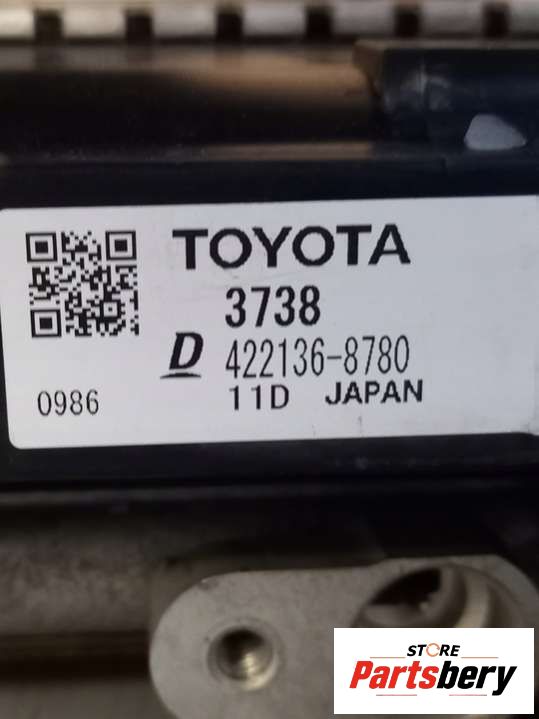 TOYOTA
3738
D 422136-8780
0986
11D JAPAN
STORE
Partsbery